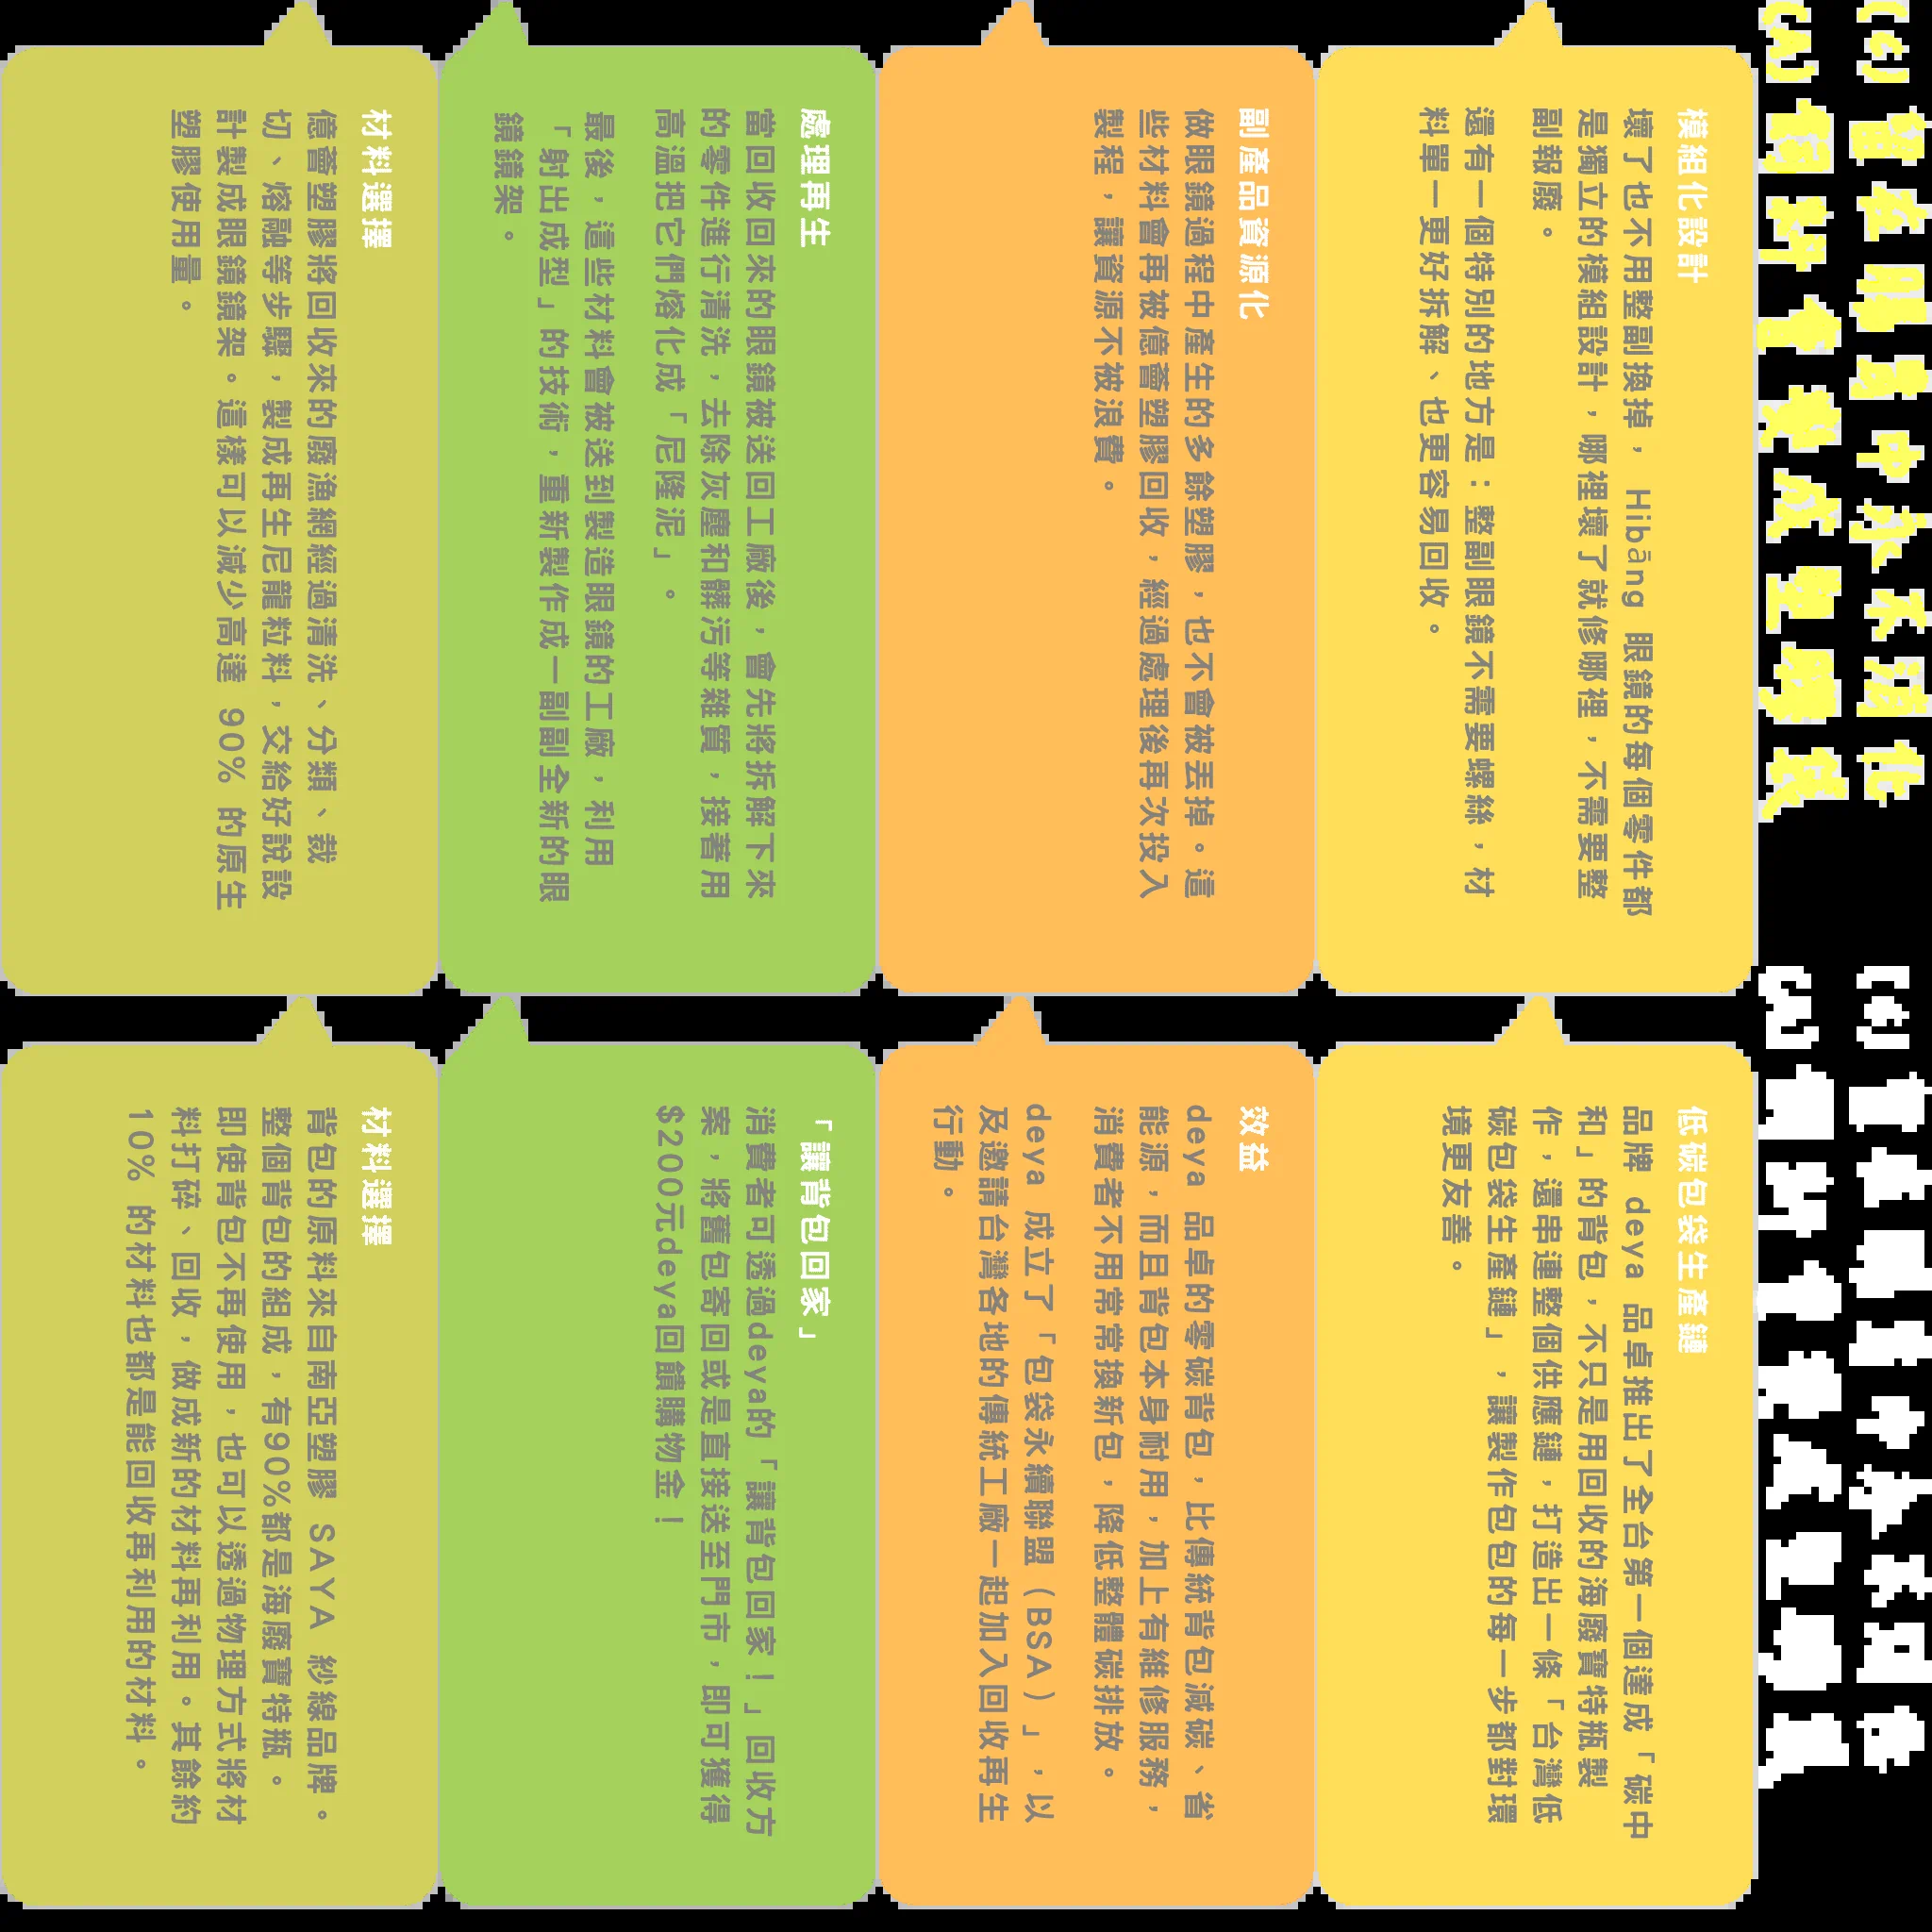 模組化設計
壞了也不用整副換掉， Hibāng 眼鏡的每個零件都
是獨立的模組設計，哪裡壞了就修哪裡，不需要整
副報廢。
還有一個特別的地方是：整副眼鏡不需要螺絲，材
料單一更好拆解、也更容易回收。
副產品資源化
做眼鏡過程中產生的多餘塑膠，也不會被丟掉。這
些材料會再被億薈塑膠回收，經過處理後再次投入
製程，讓資源不被浪費。
處理再生
當回收回來的眼鏡被送回工廠後，會先將拆解下來
的零件進行清洗，去除灰塵和髒污等雜質，接著用
高溫把它們熔化成「尼隆泥」。
最後，這些材料會被送到製造眼鏡的工廠，利用
「射出成型」的技術，重新製作成一副副全新的眼
鏡鏡架。
材料選擇
億薈塑膠將回收來的廢漁網經過清洗、分類、裁
切、熔融等步驟，製成再生尼龍粒料，交給好說設
計製成眼鏡鏡架。這樣可以減少高達 90% 的原生
塑膠使用量。
低碳包袋生產鏈
品牌 deya 品卓推出了全台第一個達成「碳中
和」的背包，不只是用回收的海廢寶特瓶製
作，還串連整個供應鏈，打造出一條「台灣低
碳包袋生產鏈」，讓製作包包的每一步都對環
境更友善。
效益
deya 品卓的零碳背包，比傳統背包減碳、省
能源，而且背包本身耐用，加上有維修服務，
消費者不用常常換新包，降低整體碳排放。
deya 成立了「包袋永續聯盟（BSA）」，以
及邀請台灣各地的傳統工廠一起加入回收再生
行動。
「讓背包回家」
消費者可透過deya的「讓背包回家！」回收方
案，將舊包寄回或是直接送至門市，即可獲得
$200元deya回饋購物金！
材料選擇
背包的原料來自南亞塑膠 SAYA 紗線品牌。
整個背包的組成，有90%都是海廢寶特瓶。
即使背包不再使用，也可以透過物理方式將材
料打碎、回收，做成新的材料再利用。其餘約
10% 的材料也都是能回收再利用的材料。